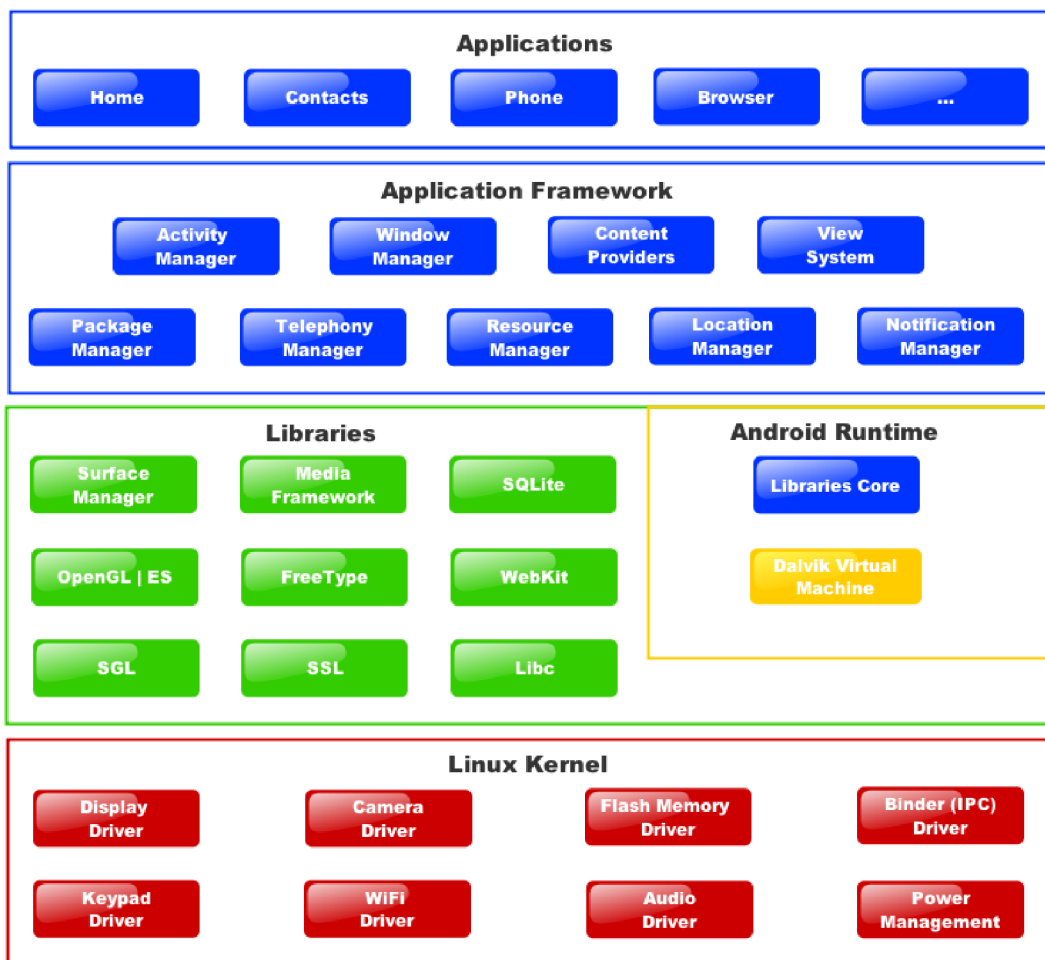 Applications
Home
Contacts
Phone
Browser
...
Application Framework
Activity
Manager
Window
Manager
Content
Providers
View
System
Package
Manager
Telephony
Manager
Resource
Manager
Location
Manager
Notification
Manager
Libraries
Surface
Manager
Media
Framework
SQLite
OpenGL | ES
FreeType
WebKit
SGL
SSL
Libc
Android Runtime
Libraries Core
Dalvik Virtual
Machine
Linux Kernel
Display
Driver
Camera
Driver
Flash Memory
Driver
Binder (IPC)
Driver
Keypad
Driver
WiFi
Driver
Audio
Driver
Power
Management